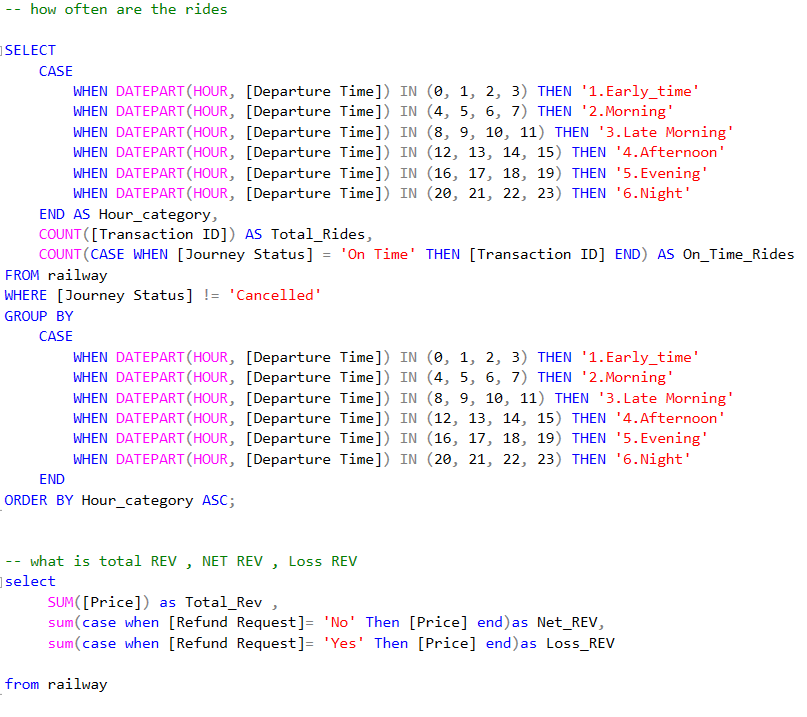 -- how often are the rides
SELECT
CASE
WHEN DATEPART(HOUR, [Departure Time]) IN (0, 1, 2, 3) THEN '1.Early_time'
WHEN DATEPART(HOUR, [Departure Time]) IN (4, 5, 6, 7) THEN '2.Morning'
WHEN DATEPART(HOUR, [Departure Time]) IN (8, 9, 10, 11) THEN '3.Late Morning'
WHEN DATEPART(HOUR, [Departure Time]) IN (12, 13, 14, 15) THEN '4.Afternoon'
WHEN DATEPART(HOUR, [Departure Time]) IN (16, 17, 18, 19) THEN '5.Evening'
WHEN DATEPART(HOUR, [Departure Time]) IN (20, 21, 22, 23) THEN '6.Night'
END AS Hour_category,
COUNT([Transaction ID]) AS Total_Rides,
COUNT(CASE WHEN [Journey Status] = 'On Time' THEN [Transaction ID] END) AS On_Time_Rides
FROM railway
WHERE [Journey Status] != 'Cancelled'
GROUP BY
CASE
WHEN DATEPART(HOUR, [Departure Time]) IN (0, 1, 2, 3) THEN '1.Early_time'
WHEN DATEPART(HOUR, [Departure Time]) IN (4, 5, 6, 7) THEN '2.Morning'
WHEN DATEPART(HOUR, [Departure Time]) IN (8, 9, 10, 11) THEN '3.Late Morning'
WHEN DATEPART(HOUR, [Departure Time]) IN (12, 13, 14, 15) THEN '4.Afternoon'
WHEN DATEPART(HOUR, [Departure Time]) IN (16, 17, 18, 19) THEN '5.Evening'
WHEN DATEPART(HOUR, [Departure Time]) IN (20, 21, 22, 23) THEN '6.Night'
END
ORDER BY Hour_category ASC;
-- what is total REV , NET REV , Loss REV
select
SUM([Price]) as Total_Rev ,
sum(case when [Refund Request]= 'No' Then [Price] end)as Net_REV,
sum(case when [Refund Request]= 'Yes' Then [Price] end)as Loss_REV
from railway